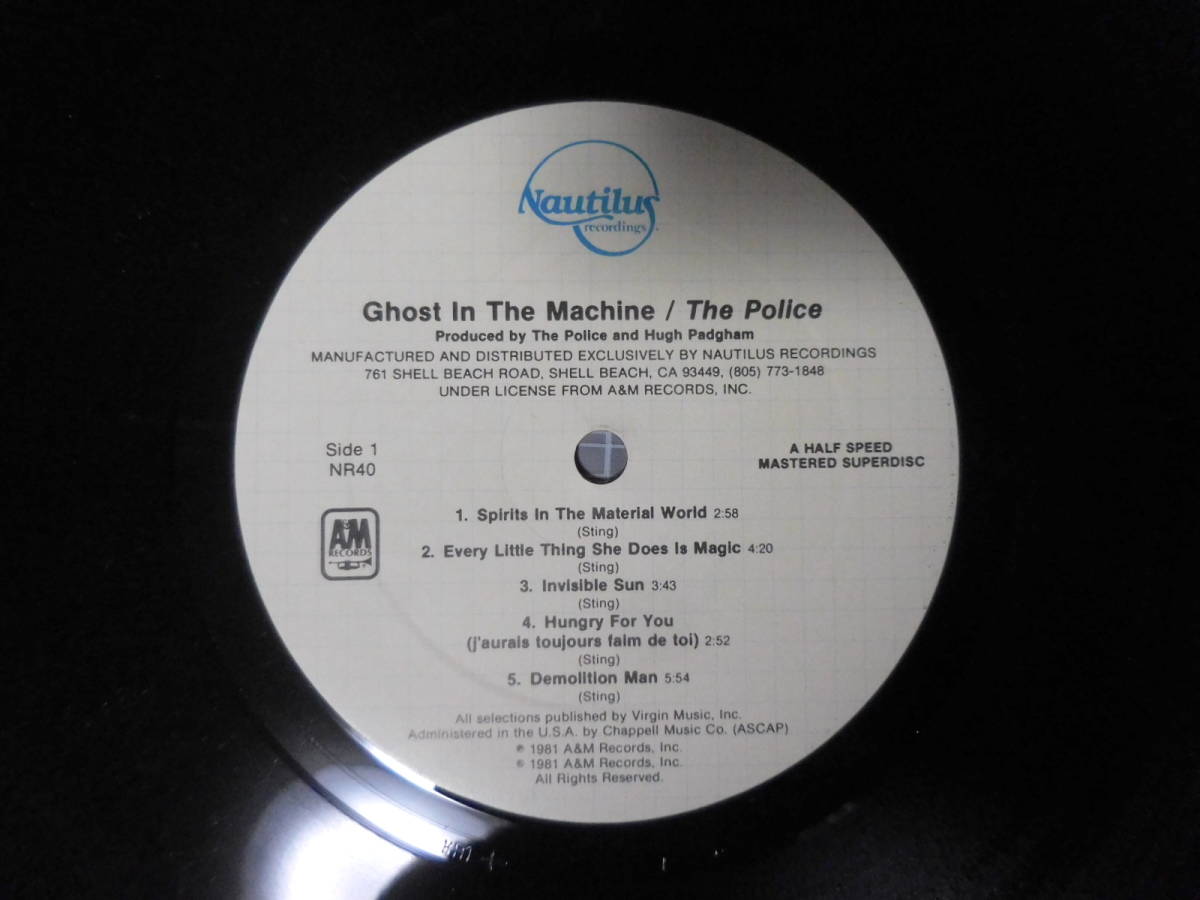 Nautilus
recordings
Ghost In The Machine / The Police
Produced by The Police and Hugh Padgham
MANUFACTURED AND DISTRIBUTED EXCLUSIVELY BY NAUTILUS RECORDINGS
761 SHELL BEACH ROAD, SHELL BEACH, CA 93449, (805) 773-1848
UNDER LICENSE FROM A&M RECORDS, INC.
Side 1
NR40
A HALF SPEED
MASTERED SUPERDISC
A&M
RECORDS
1. Spirits In The Material World 2:58
(Sting)
2. Every Little Thing She Does Is Magic 4:20
(Sting)
3. Invisible Sun 3:43
(Sting)
4. Hungry For You
(j'aurais toujours faim de toi) 2:52
(Sting)
5. Demolition Man 5:54
(Sting)
All selections published by Virgin Music, Inc.
Administered in the U.S.A. by Chappell Music Co. (ASCAP)
℗ 1981 A&M Records, Inc.
© 1981 A&M Records, Inc.
All Rights Reserved.